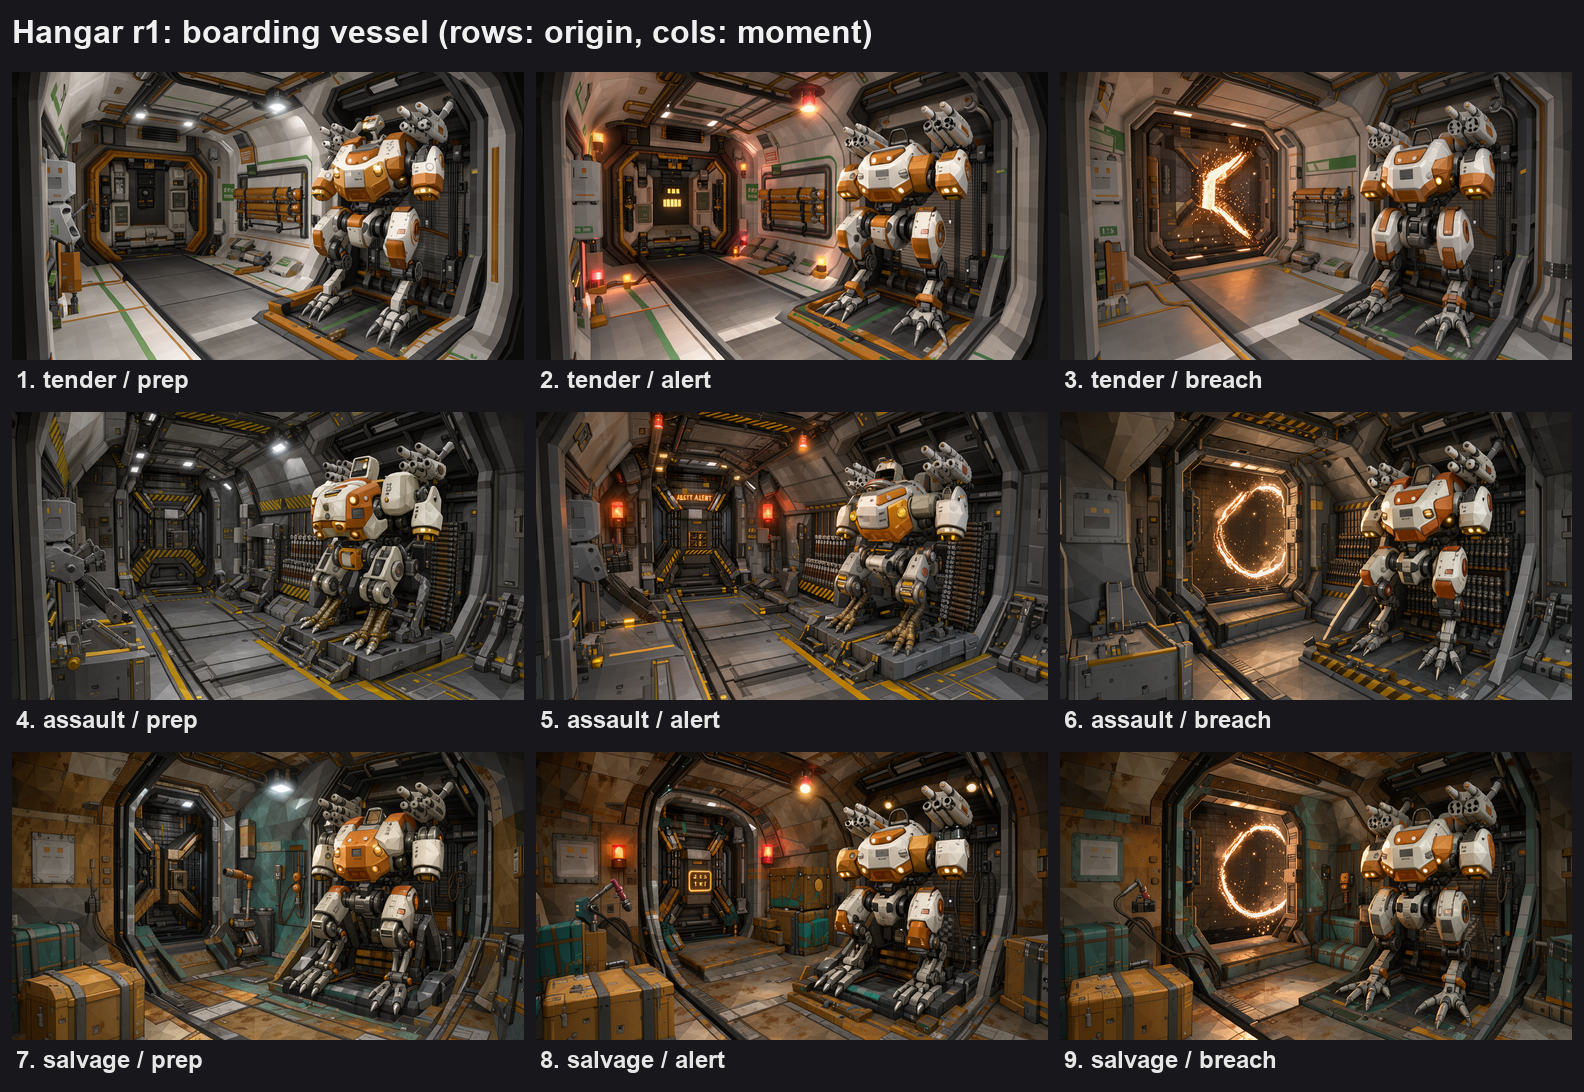 Hangar r1: boarding vessel (rows: origin, cols: moment)
1. tender / prep
2. tender / alert
3. tender / breach
4. assault / prep
5. assault / alert
6. assault / breach
7. salvage / prep
8. salvage / alert
9. salvage / breach